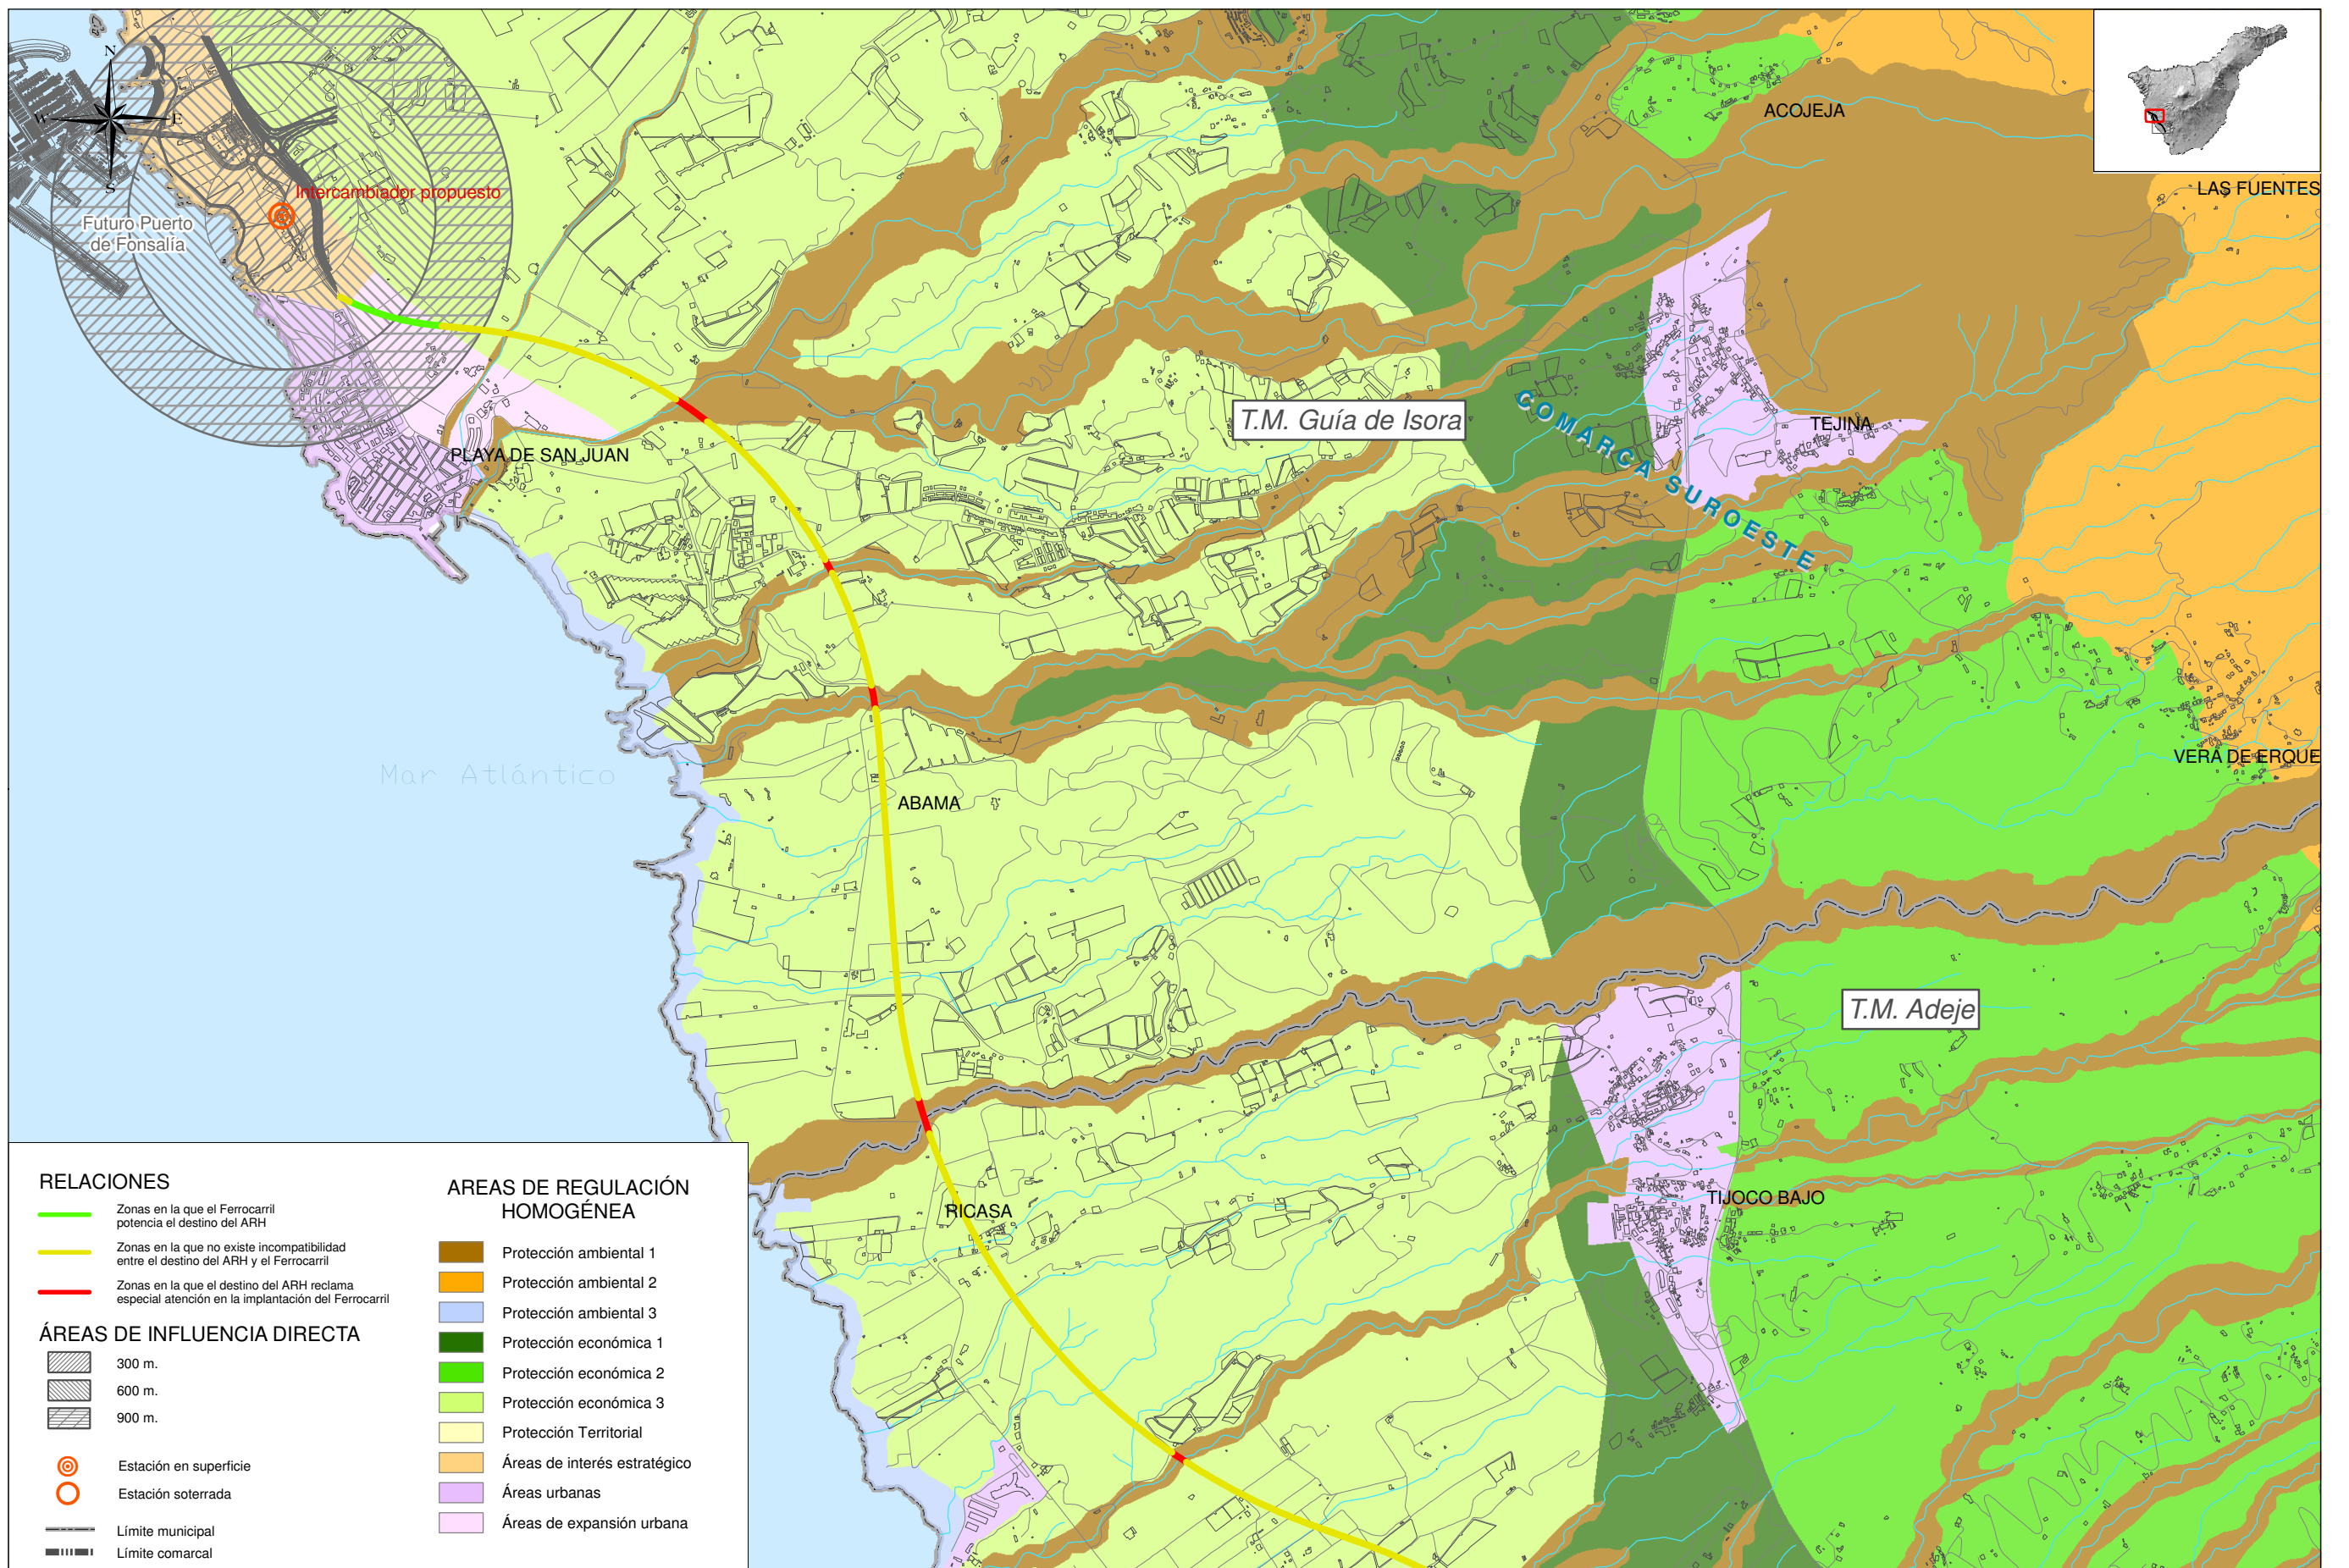 N
W
E
S
Intercambiador propuesto
Futuro Puerto
de Fonsalía
ACOJEJA
LAS FUENTES
T.M. Guía de Isora
COMARCA SUROESTE
TEJINA
PLAYA DE SAN JUAN
VERA DE ERQUE
Mar Atlántico
ABAMA
T.M. Adeje
TIJOCO BAJO
RICASA
RELACIONES
Zonas en la que el Ferrocarril
potencia el destino del ARH
Zonas en la que no existe incompatibilidad
entre el destino del ARH y el Ferrocarril
Zonas en la que el destino del ARH reclama
especial atención en la implantación del Ferrocarril
ÁREAS DE INFLUENCIA DIRECTA
300 m.
600 m.
900 m.
Estación en superficie
Estación soterrada
Límite municipal
Límite comarcal
AREAS DE REGULACIÓN
HOMOGÉNEA
Protección ambiental 1
Protección ambiental 2
Protección ambiental 3
Protección económica 1
Protección económica 2
Protección económica 3
Protección Territorial
Áreas de interés estratégico
Áreas urbanas
Áreas de expansión urbana